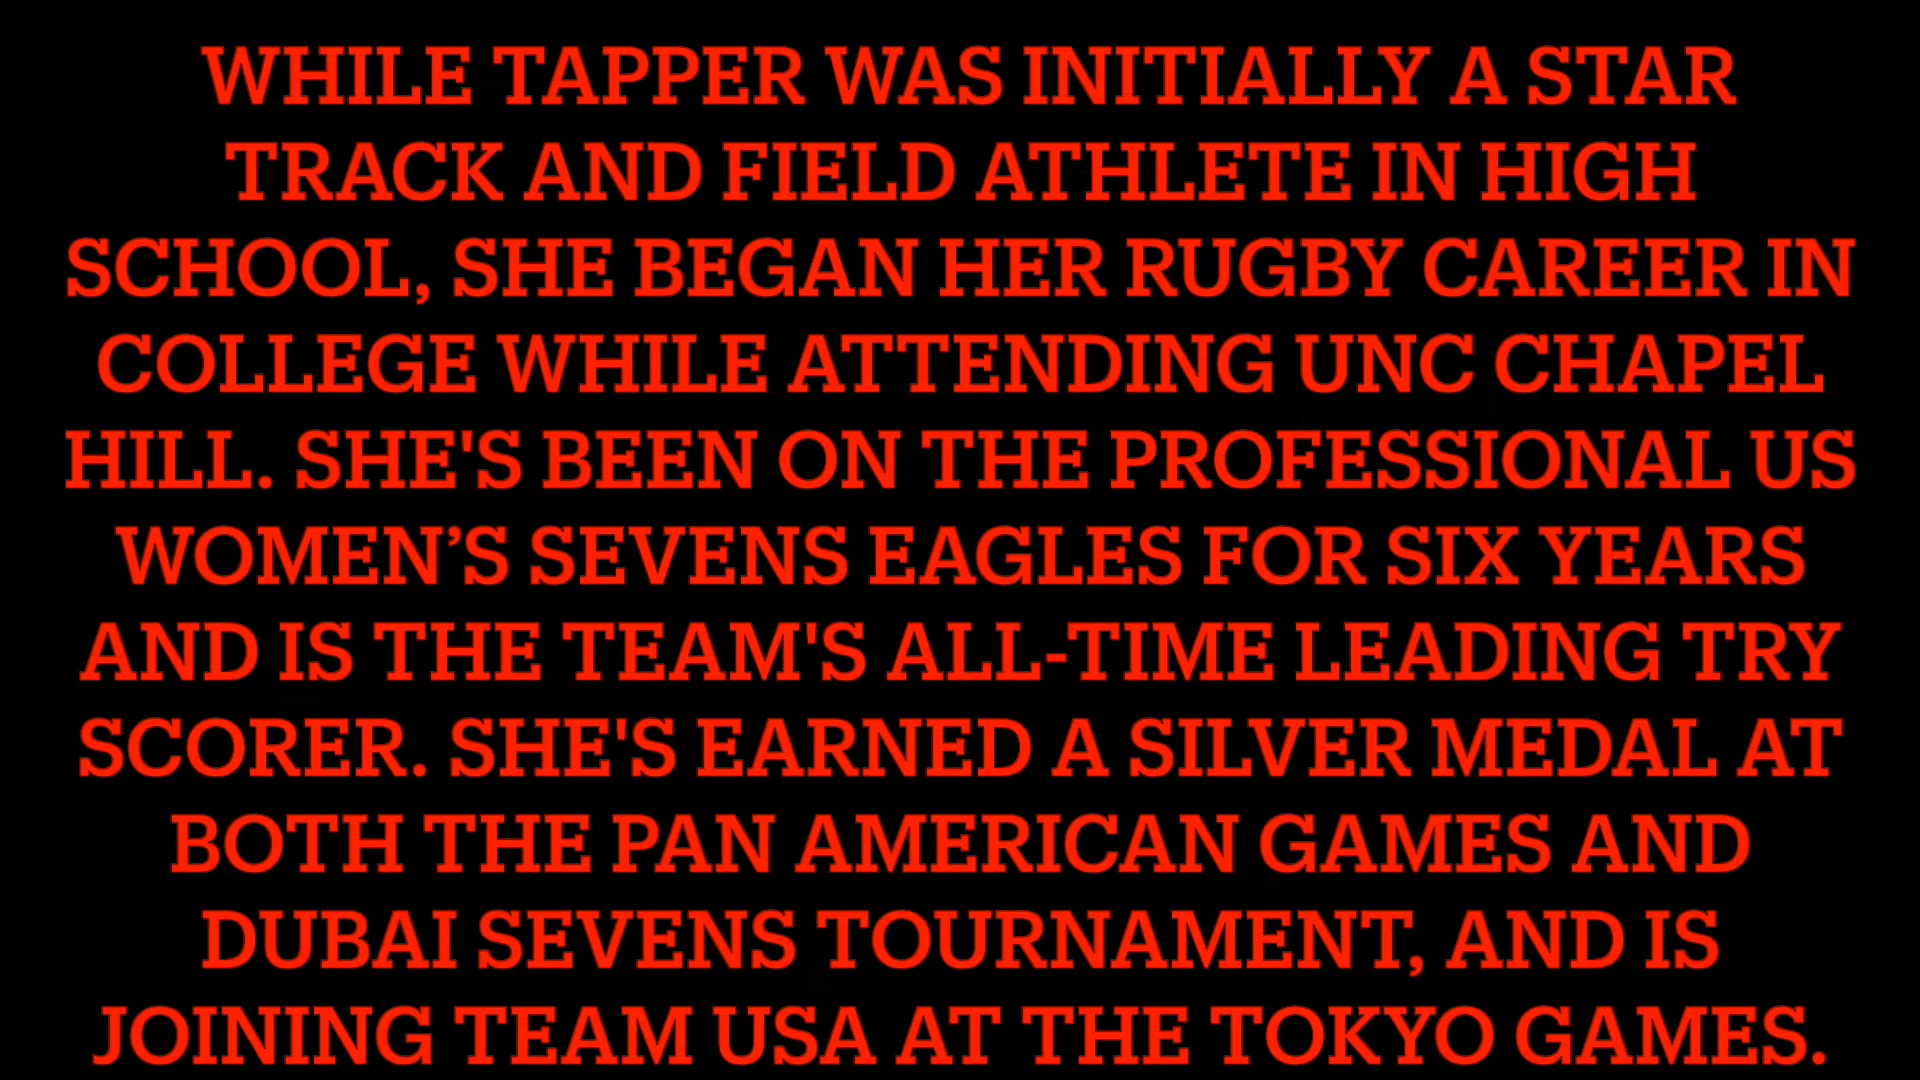 WHILE TAPPER WAS INITIALLY A STAR
TRACK AND FIELD ATHLETE IN HIGH
SCHOOL, SHE BEGAN HER RUGBY CAREER IN
COLLEGE WHILE ATTENDING UNC CHAPEL
HILL. SHE'S BEEN ON THE PROFESSIONAL US
WOMEN’S SEVENS EAGLES FOR SIX YEARS
AND IS THE TEAM'S ALL-TIME LEADING TRY
SCORER. SHE'S EARNED A SILVER MEDAL AT
BOTH THE PAN AMERICAN GAMES AND
DUBAI SEVENS TOURNAMENT, AND IS
JOINING TEAM USA AT THE TOKYO GAMES.